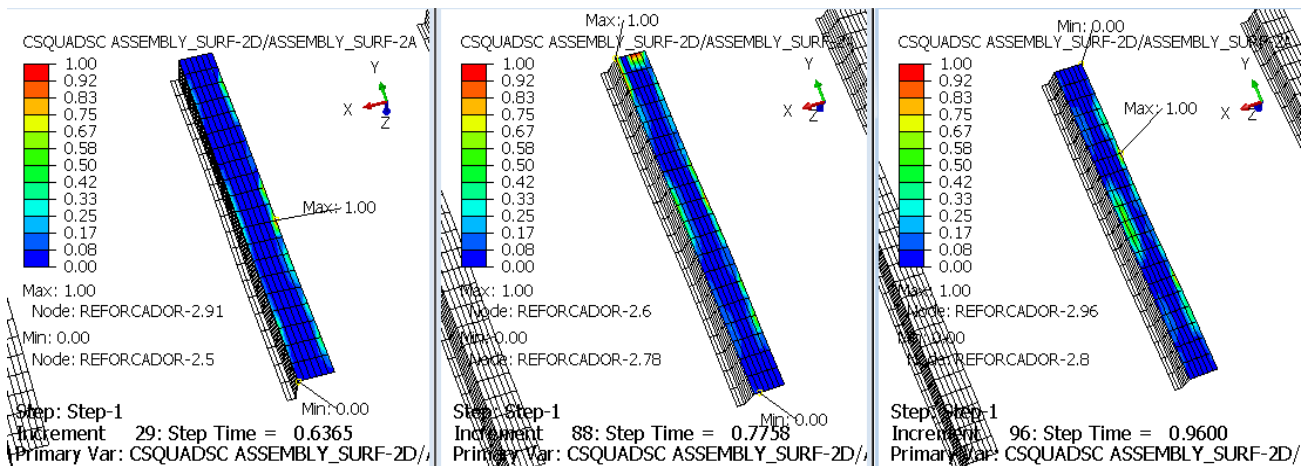 CSQUADSC ASSEMBLY_SURF-2D/ASSEMBLY_SURF-2A
1.00
0.92
0.83
0.75
0.67
0.58
0.50
0.42
0.33
0.25
0.17
0.08
0.00
Y
X
Z
Max: 1.00
Max: 1.00
Node: REFORCADOR-2.91
Min: 0.00
Node: REFORCADOR-2.5
Min: 0.00
Step: Step-1
Increment 29: Step Time = 0.6365
Primary Var: CSQUADSC ASSEMBLY_SURF-2D/
Max: 1.00
CSQUADSC ASSEMBLY_SURF-2D/ASSEMBLY_SURF-2A
1.00
0.92
0.83
0.75
0.67
0.58
0.50
0.42
0.33
0.25
0.17
0.08
0.00
Y
X
Z
Max: 1.00
Node: REFORCADOR-2.6
Min: 0.00
Node: REFORCADOR-2.78
Min: 0.00
Step: Step-1
Increment 88: Step Time = 0.7758
Primary Var: CSQUADSC ASSEMBLY_SURF-2D/
Min: 0.00
CSQUADSC ASSEMBLY_SURF-2D/ASSEMBLY_SURF-2A
1.00
0.92
0.83
0.75
0.67
0.58
0.50
0.42
0.33
0.25
0.17
0.08
0.00
Y
X
Z
Max: 1.00
Max: 1.00
Node: REFORCADOR-2.96
Min: 0.00
Node: REFORCADOR-2.8
Step: Step-1
Increment 96: Step Time = 0.9600
Primary Var: CSQUADSC ASSEMBLY_SURF-2D/